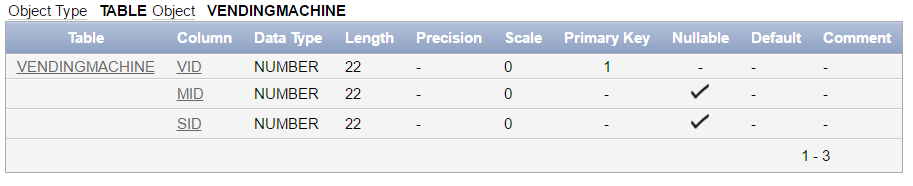 Object Type TABLE Object VENDINGMACHINE
Table Column Data Type Length Precision Scale Primary Key Nullable Default Comment
VENDINGMACHINE VID NUMBER 22 - 0 1 - - -
MID NUMBER 22 - 0 - ✓ - -
SID NUMBER 22 - 0 - ✓ - -
1 - 3